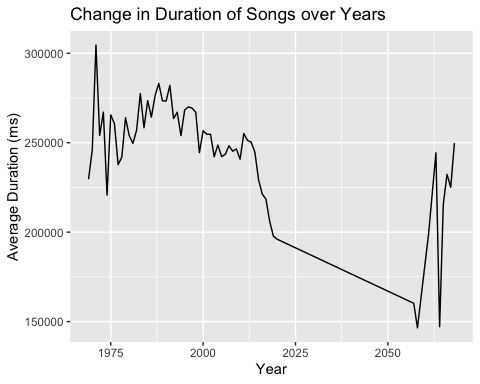 Change in Duration of Songs over Years
Average Duration (ms)
300000
250000
200000
150000
1975 2000 2025 2050
Year